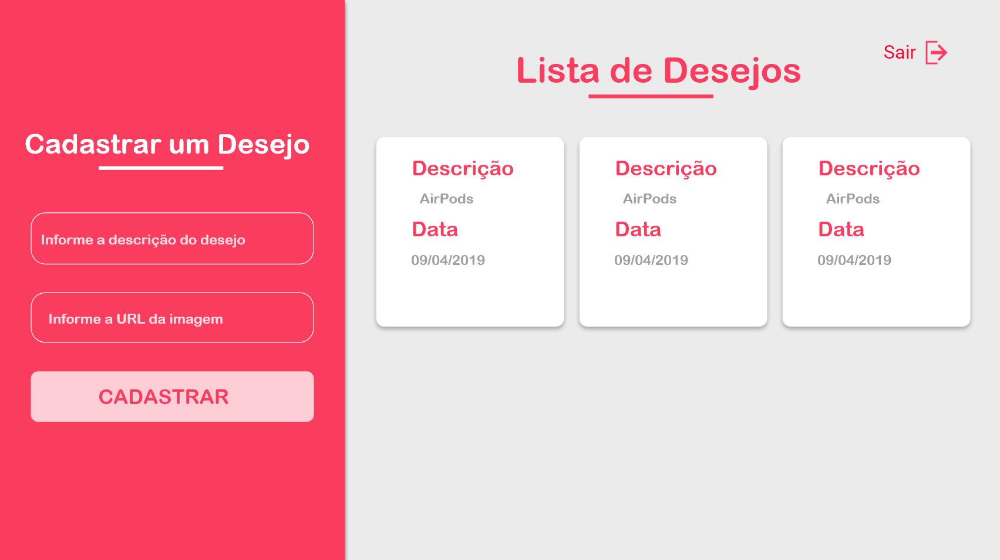 Cadastrar um Desejo
Informe a descrição do desejo
Informe a URL da imagem
CADASTRAR
Sair
Lista de Desejos
Descrição
AirPods
Data
09/04/2019
Descrição
AirPods
Data
09/04/2019
Descrição
AirPods
Data
09/04/2019